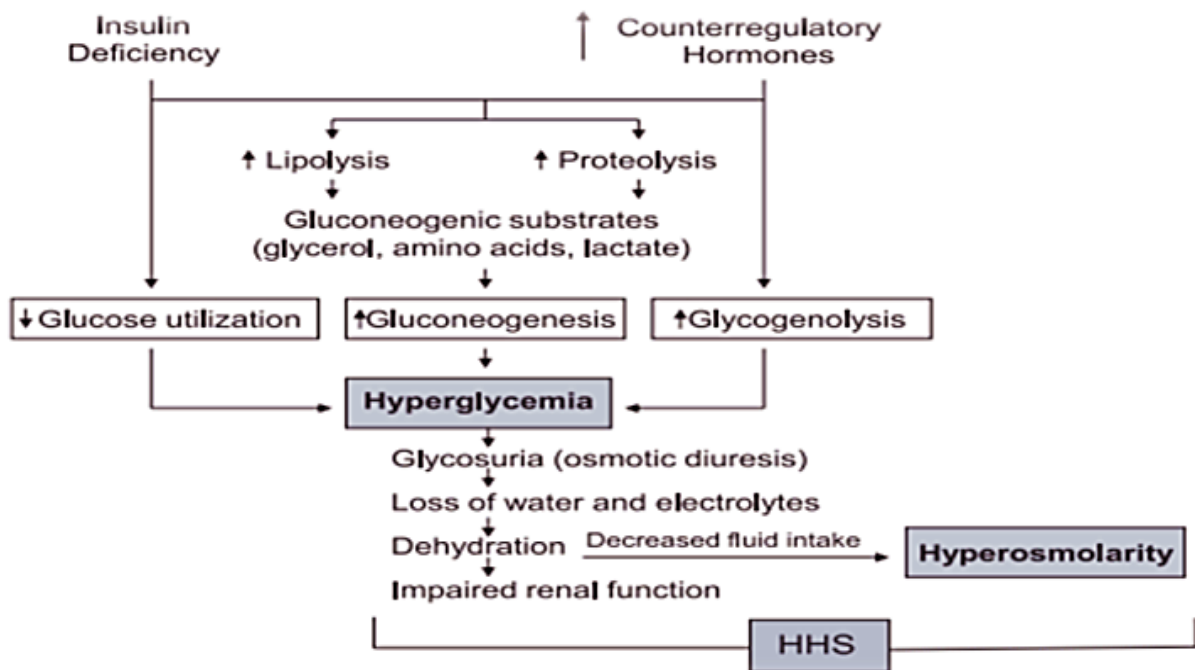 Insulin
Deficiency
↑ Counterregulatory
Hormones
↑ Lipolysis
↑ Proteolysis
Gluconeogenic substrates
(glycerol, amino acids, lactate)
↓ Glucose utilization
↑Gluconeogenesis
↑Glycogenolysis
Hyperglycemia
Glycosuria (osmotic diuresis)
Loss of water and electrolytes
Dehydration
Decreased fluid intake
Hyperosmolarity
Impaired renal function
HHS